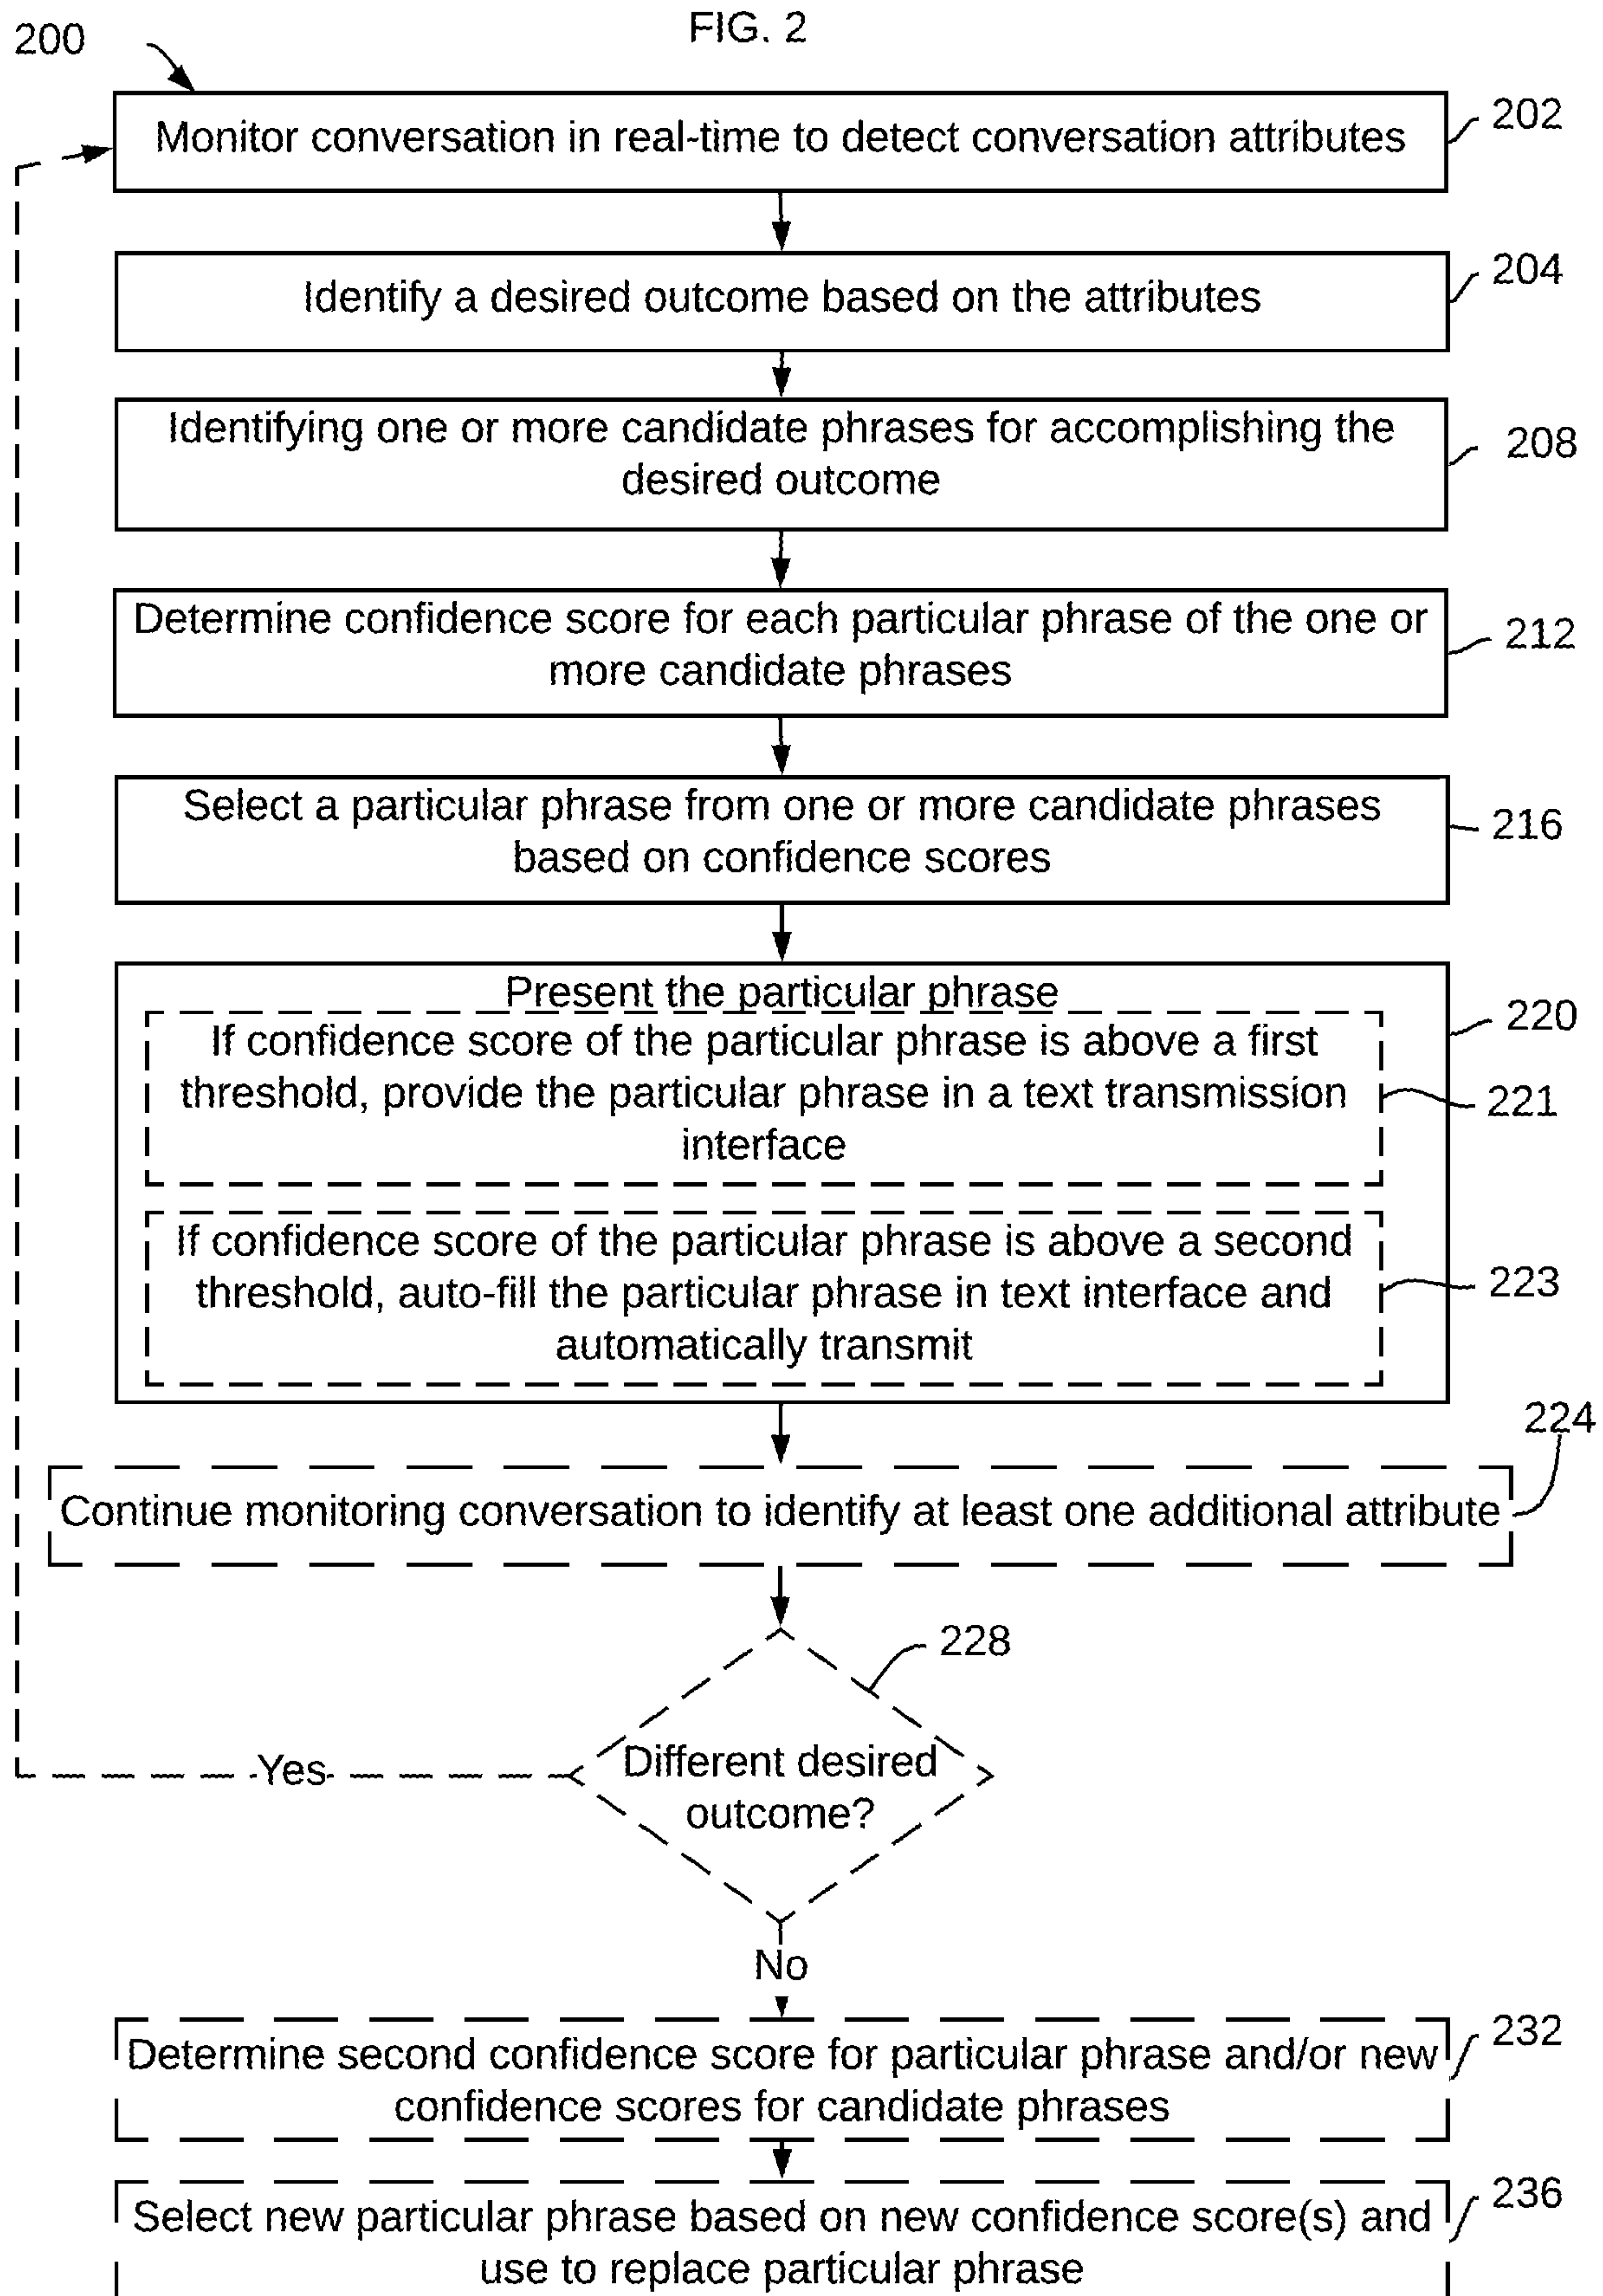 FIG. 2
200
Monitor conversation in real-time to detect conversation attributes
202
Identify a desired outcome based on the attributes
204
Identifying one or more candidate phrases for accomplishing the
desired outcome
208
Determine confidence score for each particular phrase of the one or
more candidate phrases
212
Select a particular phrase from one or more candidate phrases
based on confidence scores
216
Present the particular phrase
220
If confidence score of the particular phrase is above a first
threshold, provide the particular phrase in a text transmission
interface
221
If confidence score of the particular phrase is above a second
threshold, auto-fill the particular phrase in text interface and
automatically transmit
223
224
Continue monitoring conversation to identify at least one additional attribute
228
Different desired
outcome?
Yes
No
Determine second confidence score for particular phrase and/or new
confidence scores for candidate phrases
232
Select new particular phrase based on new confidence score(s) and
use to replace particular phrase
236